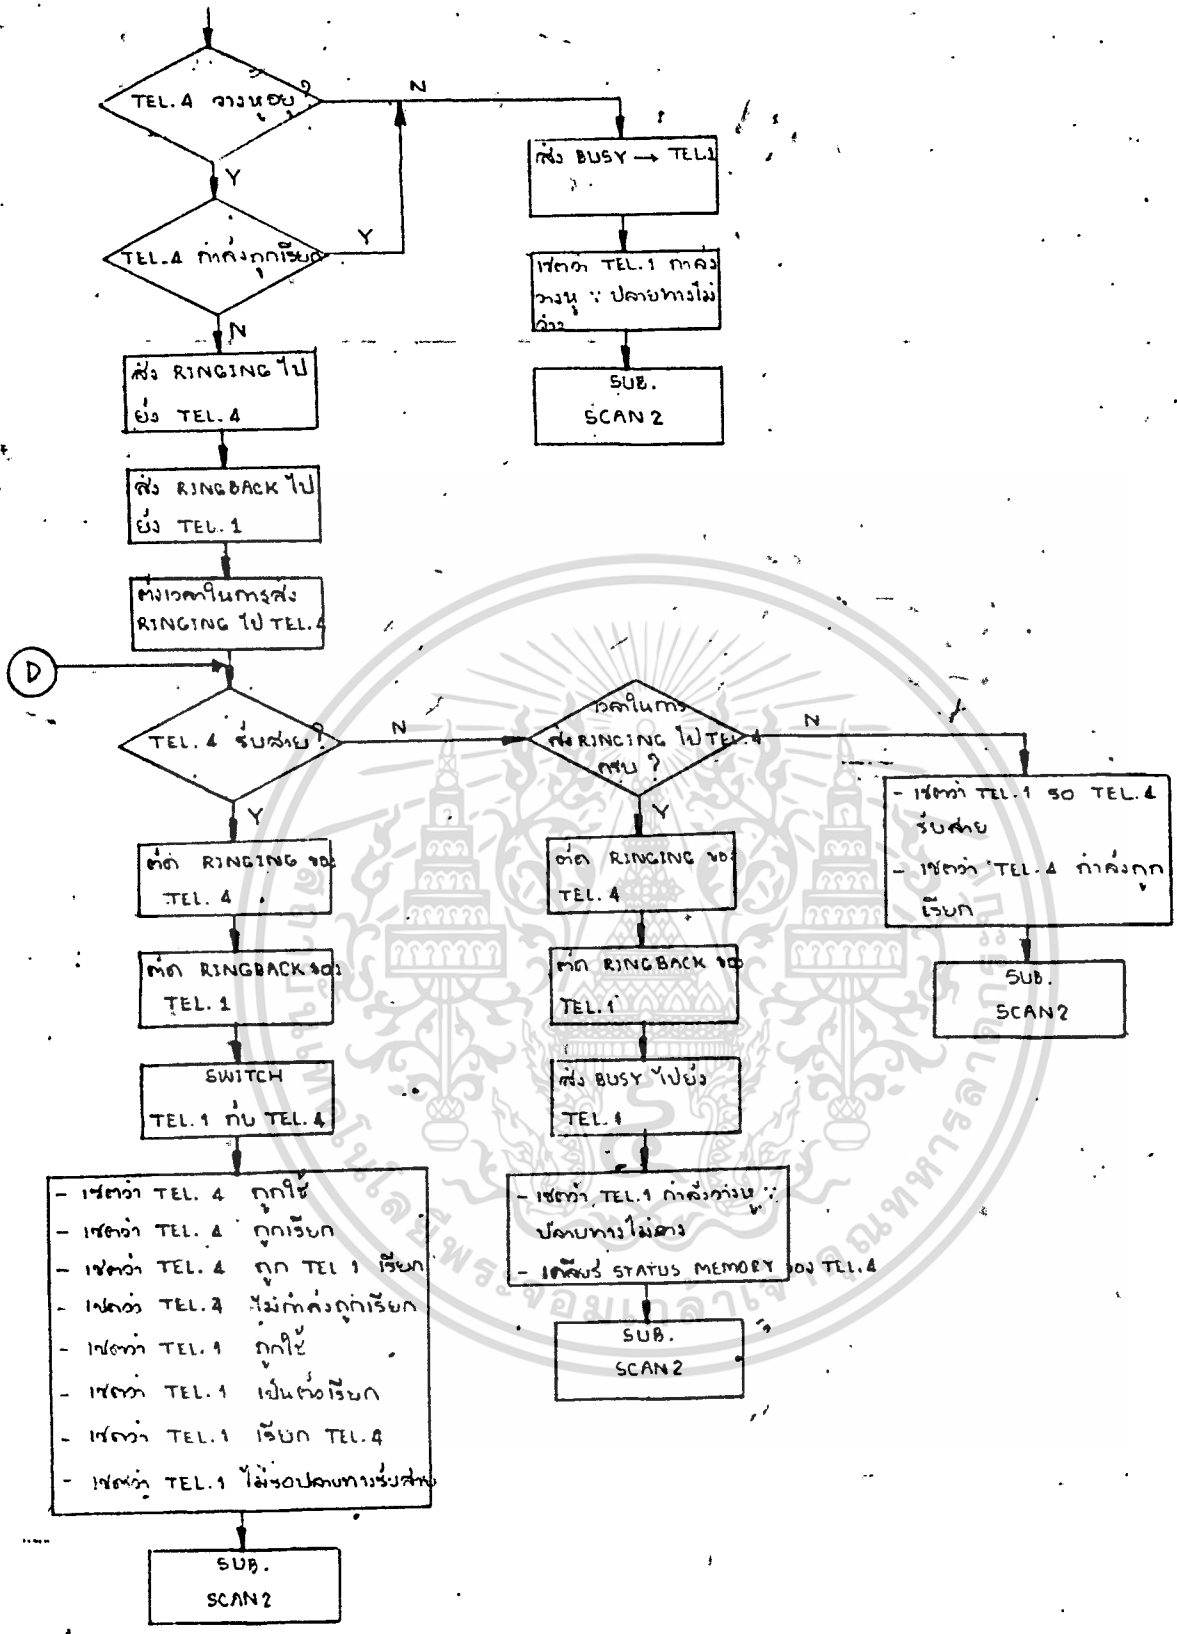 TEL.4 วางหูอยู่?
N
Y
ส่ง BUSY → TEL.1
TEL.4 กำลังถูกเรียก
Y
N
เซตว่า TEL.1 กำลัง
วางหู ∵ ปลายทางไม่
ว่าง
SUB.
SCAN2
ส่ง RINGING ไป
ยัง TEL.4
ส่ง RINGBACK ไป
ยัง TEL.1
ตั้งเวลาในการส่ง
RINGING ไป TEL.4
D
TEL.4 รับสาย?
N
Y
เวลาในการ
ส่ง RINGING ไป TEL.4
ครบ ?
N
Y
- เซตว่า TEL.1 รอ TEL.4
รับสาย
- เซตว่า TEL.4 กำลังถูก
เรียก
SUB.
SCAN2
ตัด RINGING ของ
TEL.4
ตัด RINGBACK ของ
TEL.1
SWITCH
TEL.1 กับ TEL.4
ตัด RINGING ของ
TEL.4
ตัด RINGBACK ของ
TEL.1
ส่ง BUSY ไปยัง
TEL.1
- เซตว่า TEL.1 กำลังวางหู ∵
ปลายทางไม่วาง
- เคลียร์ STATUS MEMORY ของ TEL.4
SUB.
SCAN2
- เซตว่า TEL.4 ถูกใช้
- เซตว่า TEL.4 ถูกเรียก
- เซตว่า TEL.4 ถูก TEL 1 เรียก
- เซตว่า TEL.4 ไม่กำลังถูกเรียก
- เซตว่า TEL.1 ถูกใช้
- เซตว่า TEL.1 เป็นตัวเรียก
- เซตว่า TEL.1 เรียก TEL.4
- เซตว่า TEL.1 ไม่รอปลายทางรับสาย
SUB.
SCAN2